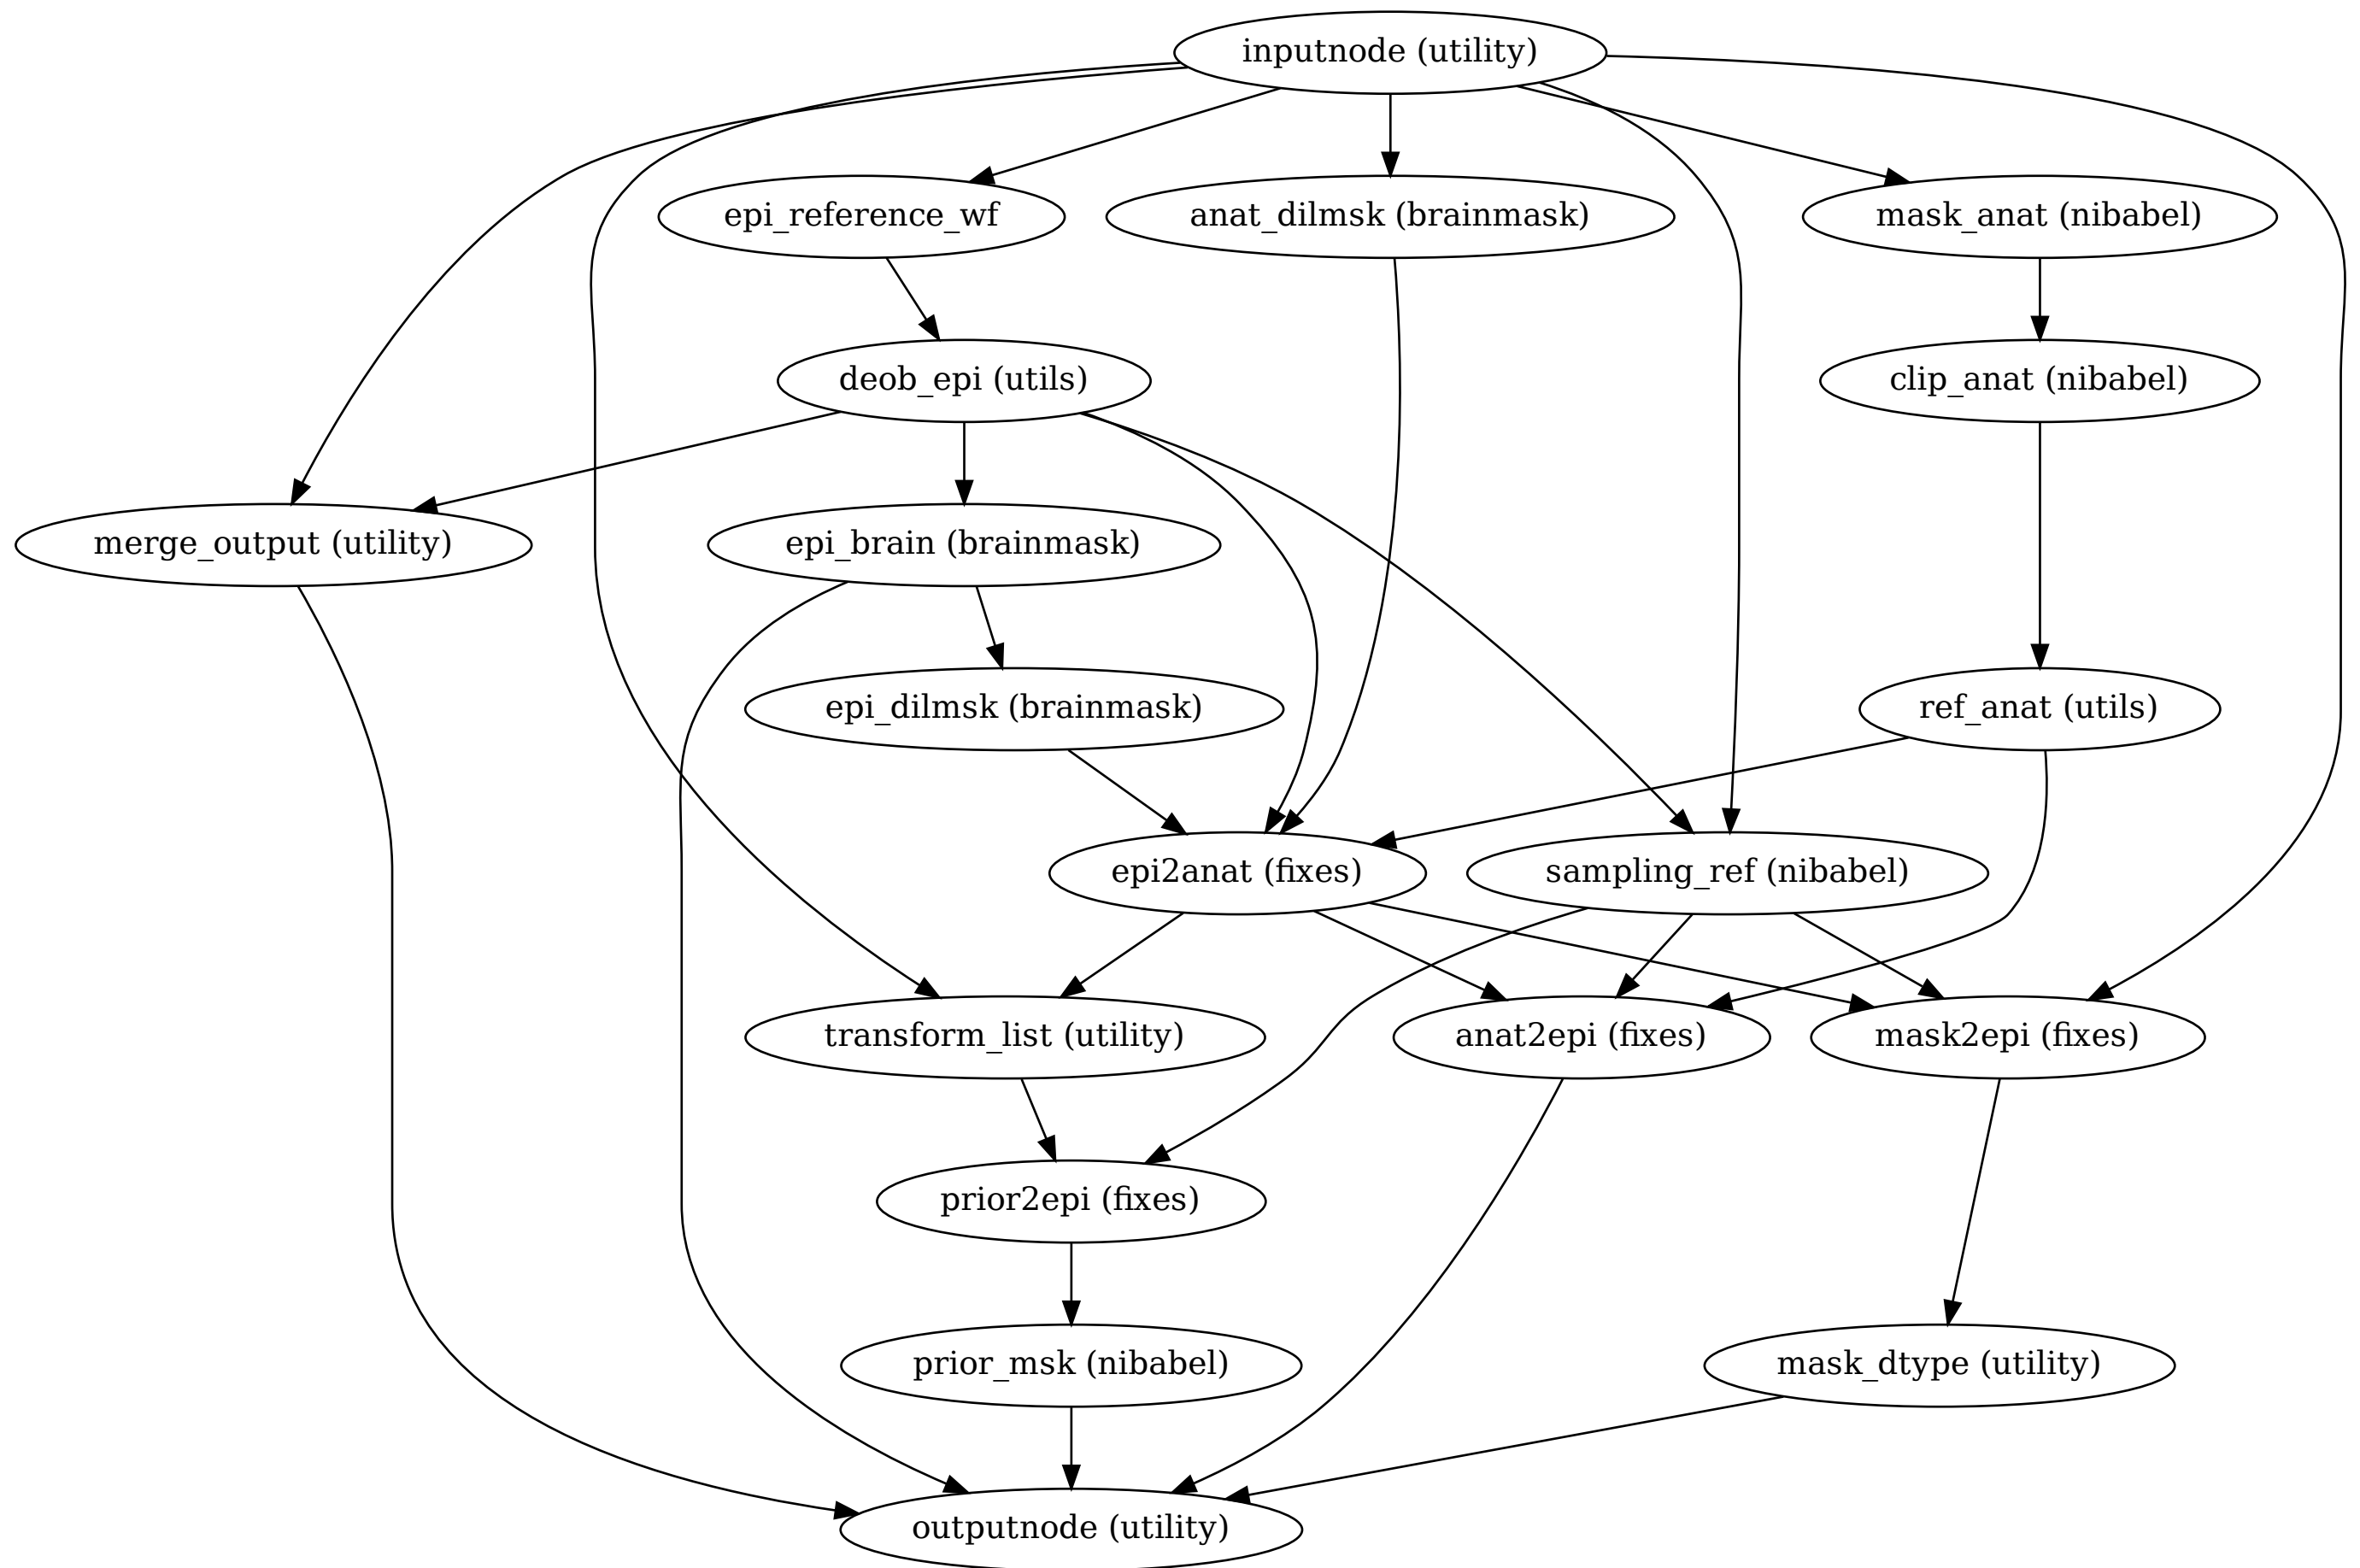 inputnode (utility)
epi_reference_wf
anat_dilmsk (brainmask)
mask_anat (nibabel)
deob_epi (utils)
clip_anat (nibabel)
merge_output (utility)
epi_brain (brainmask)
epi_dilmsk (brainmask)
ref_anat (utils)
epi2anat (fixes)
sampling_ref (nibabel)
transform_list (utility)
anat2epi (fixes)
mask2epi (fixes)
prior2epi (fixes)
prior_msk (nibabel)
mask_dtype (utility)
outputnode (utility)